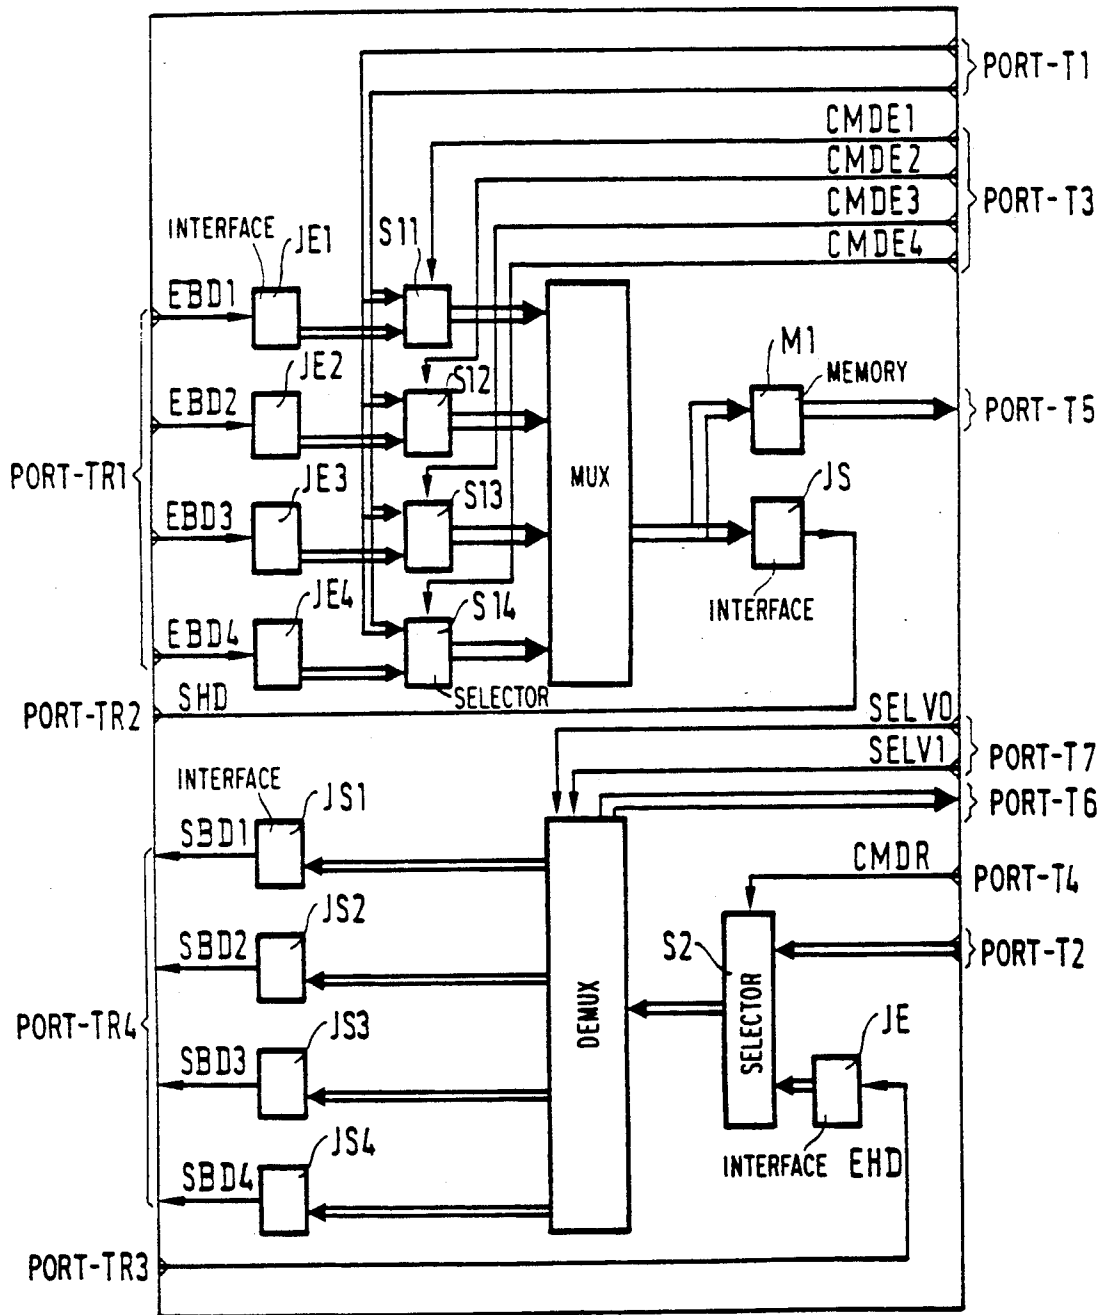 PORT-T1
CMDE1
CMDE2
CMDE3
PORT-T3
CMDE4
INTERFACE
JE1
S11
EBD1
JE2
S12
M1
MEMORY
EBD2
PORT-T5
PORT-TR1
MUX
JE3
S13
JS
EBD3
JE4
S14
INTERFACE
EBD4
SELECTOR
SHD
PORT-TR2
SELV0
SELV1
PORT-T7
INTERFACE
JS1
PORT-T6
SBD1
CMDR
PORT-T4
JS2
S2
SBD2
PORT-T2
DEMUX
SELECTOR
PORT-TR4
JS3
JE
SBD3
JS4
INTERFACE
EHD
SBD4
PORT-TR3